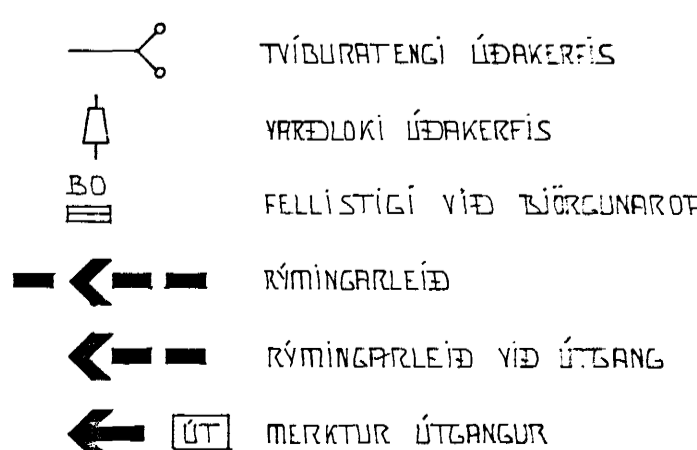 TVÍBURATENGI ÚÐAKERFIS
VARÐLOKI ÚÐAKERFIS
BO
FELLISTIGI VIÐ BJÖRGUNAROP
RÝMINGARLEIÐ
RÝMINGARLEIÐ VIÐ ÚTGANG
ÚT MERKTUR ÚTGANGUR